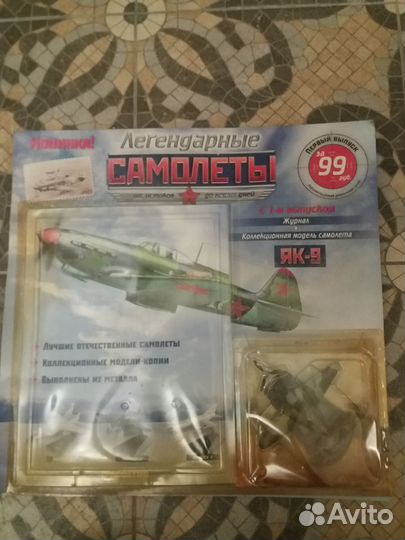 Новинка!
Легендарные
САМОЛЕТЫ
от истоков до наших дней
Первый выпуск
за
99
руб.
С 1-м выпуском
Журнал
+
Коллекционная модель самолета
ЯК-9
• Лучшие отечественные самолеты
• Коллекционные модели-копии
• Выполнены из металла
Avito